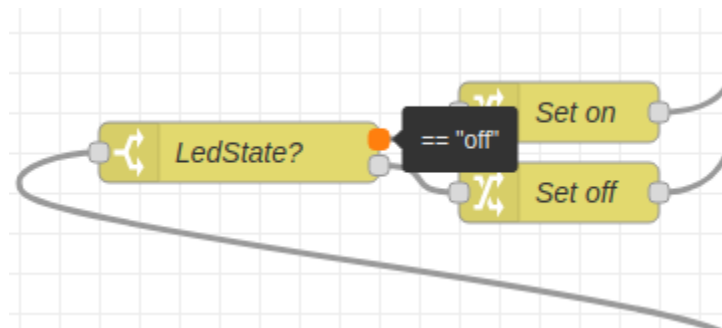 Set on
LedState?
== "off"
Set off